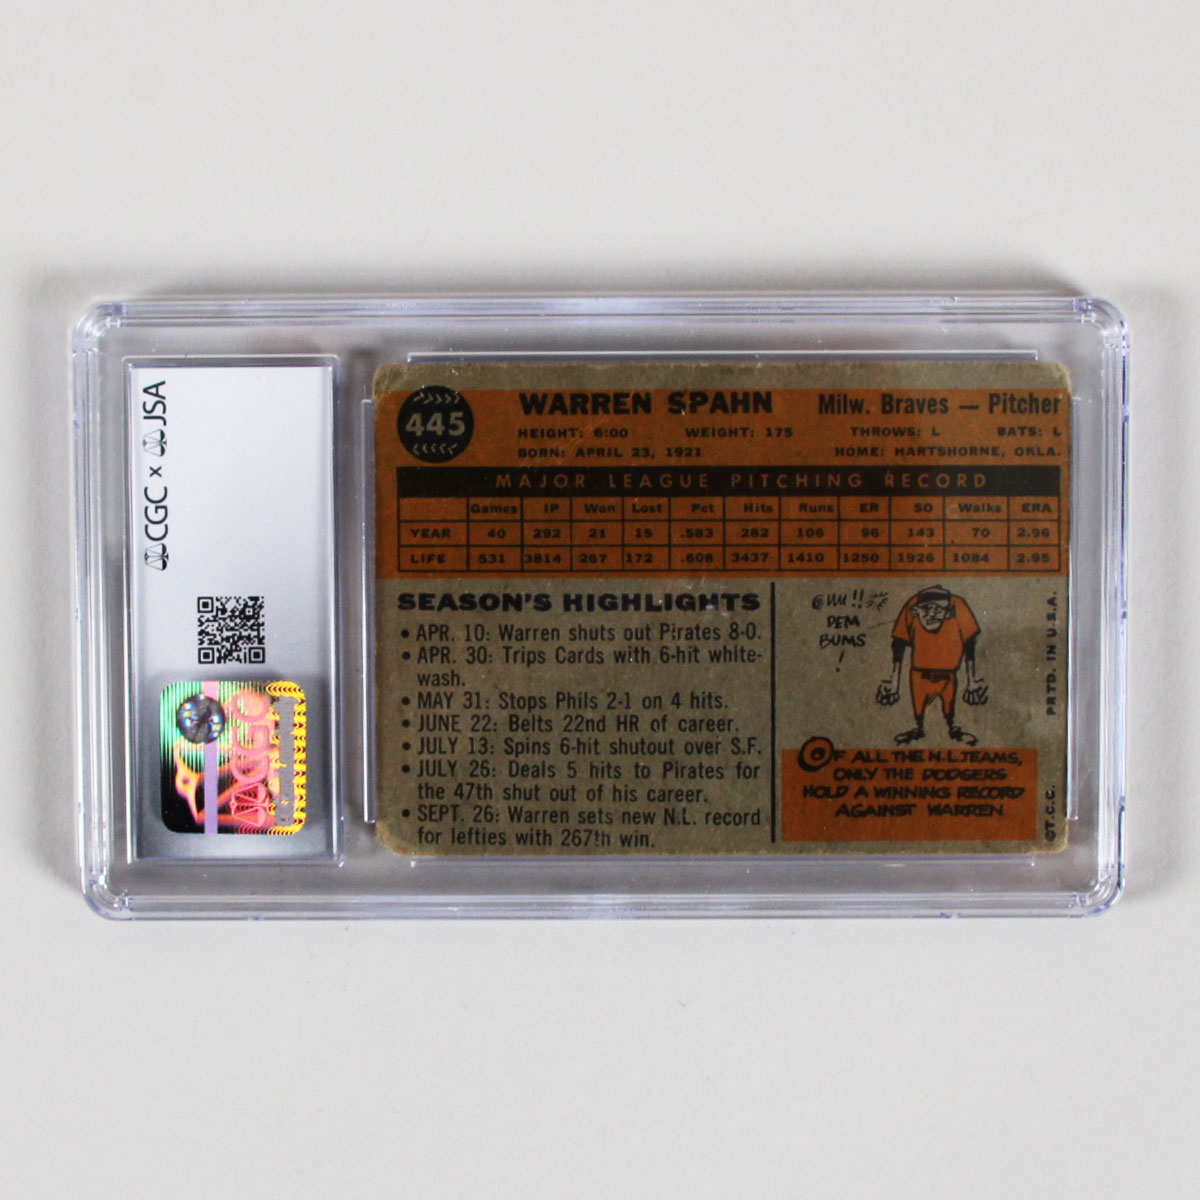 CGC x JSA
CGC
445
WARREN SPAHN Milw. Braves — Pitcher
HEIGHT: 6:00 WEIGHT: 175 THROWS: L BATS: L
BORN: APRIL 23, 1921 HOME: HARTSHORNE, OKLA.
MAJOR LEAGUE PITCHING RECORD
Games IP Won Lost Pct Hits Runs ER SO Walks ERA
YEAR 40 292 21 15 .583 282 106 96 143 70 2.96
LIFE 531 3814 267 172 .608 3437 1410 1250 1926 1084 2.95
SEASON'S HIGHLIGHTS
• APR. 10: Warren shuts out Pirates 8-0.
• APR. 30: Trips Cards with 6-hit white-
wash.
• MAY 31: Stops Phils 2-1 on 4 hits.
• JUNE 22: Belts 22nd HR of career.
• JULY 13: Spins 6-hit shutout over S.F.
• JULY 26: Deals 5 hits to Pirates for
the 47th shut out of his career.
• SEPT. 26: Warren sets new N.L. record
for lefties with 267th win.
DEM
BUMS
!
OF ALL THE N.L. TEAMS,
ONLY THE DODGERS
HOLD A WINNING RECORD
AGAINST WARREN
©T.C.G. PRTD. IN U.S.A.